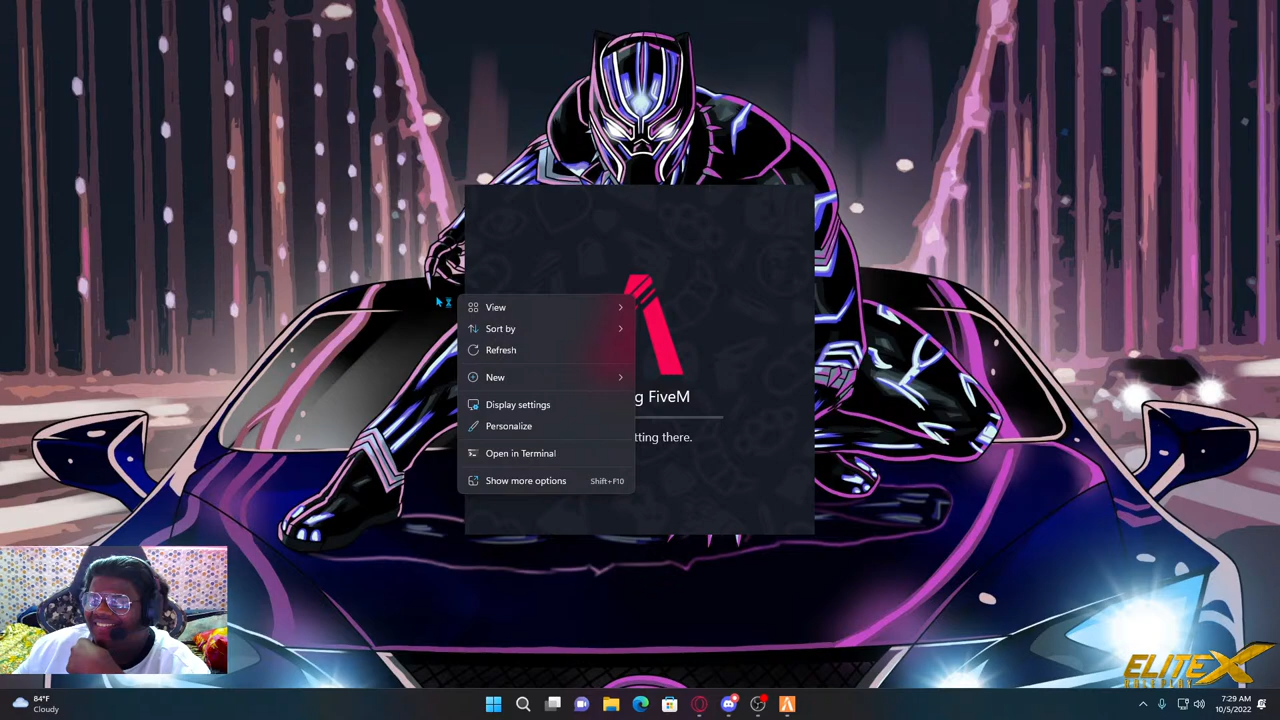 View
Sort by
Refresh
New
Display settings
Personalize
Open in Terminal
Show more options Shift+F10
g FiveM
tting there.
ELITEX
84°F
Cloudy
7:29 AM
10/5/2022